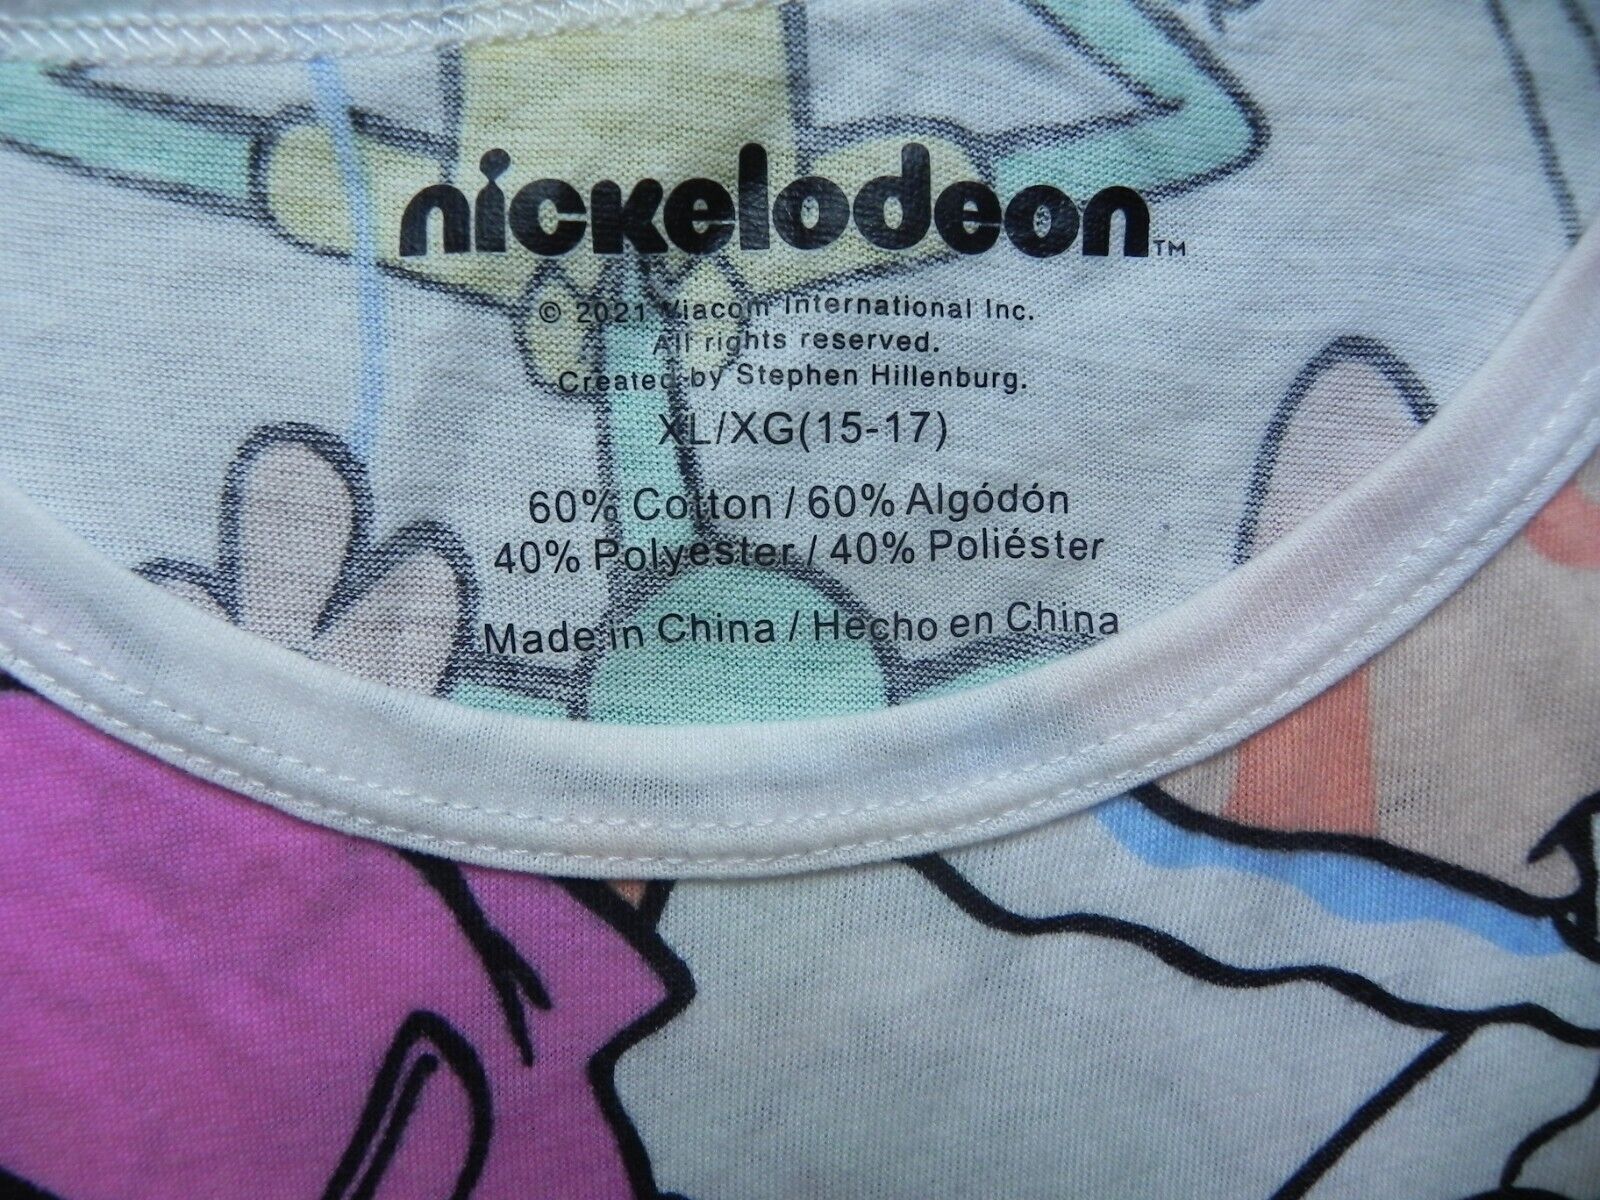 nickelodeon™
© 2021 Viacom International Inc.
All rights reserved.
Created by Stephen Hillenburg.
XL/XG(15-17)
60% Cotton / 60% Algódón
40% Polyester / 40% Poliéster
Made in China / Hecho en China